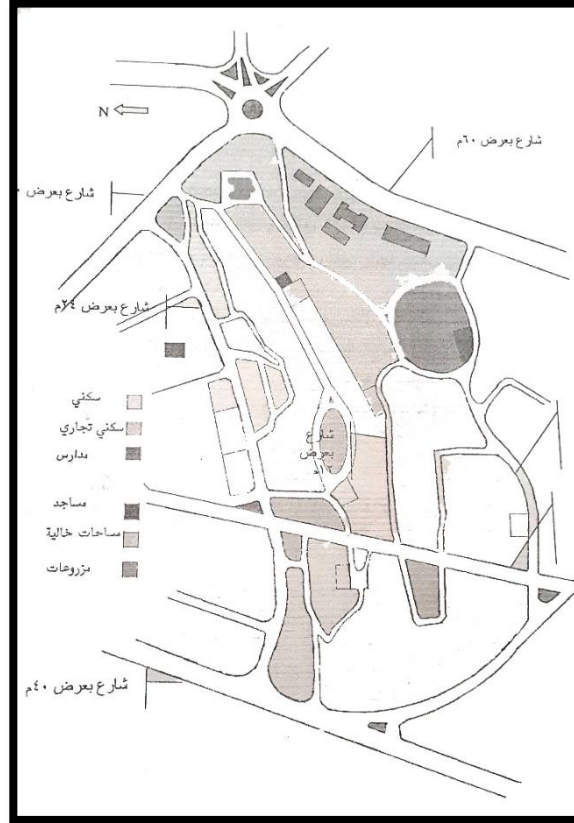 N
شارع بعرض ٦٠م
شارع بعرض ٠
شارع بعرض ٢٤م
سكني
سكني تجاري
مدارس
مساجد
مساحات خالية
مزروعات
شارع
بعرض
شارع بعرض ٤٠م